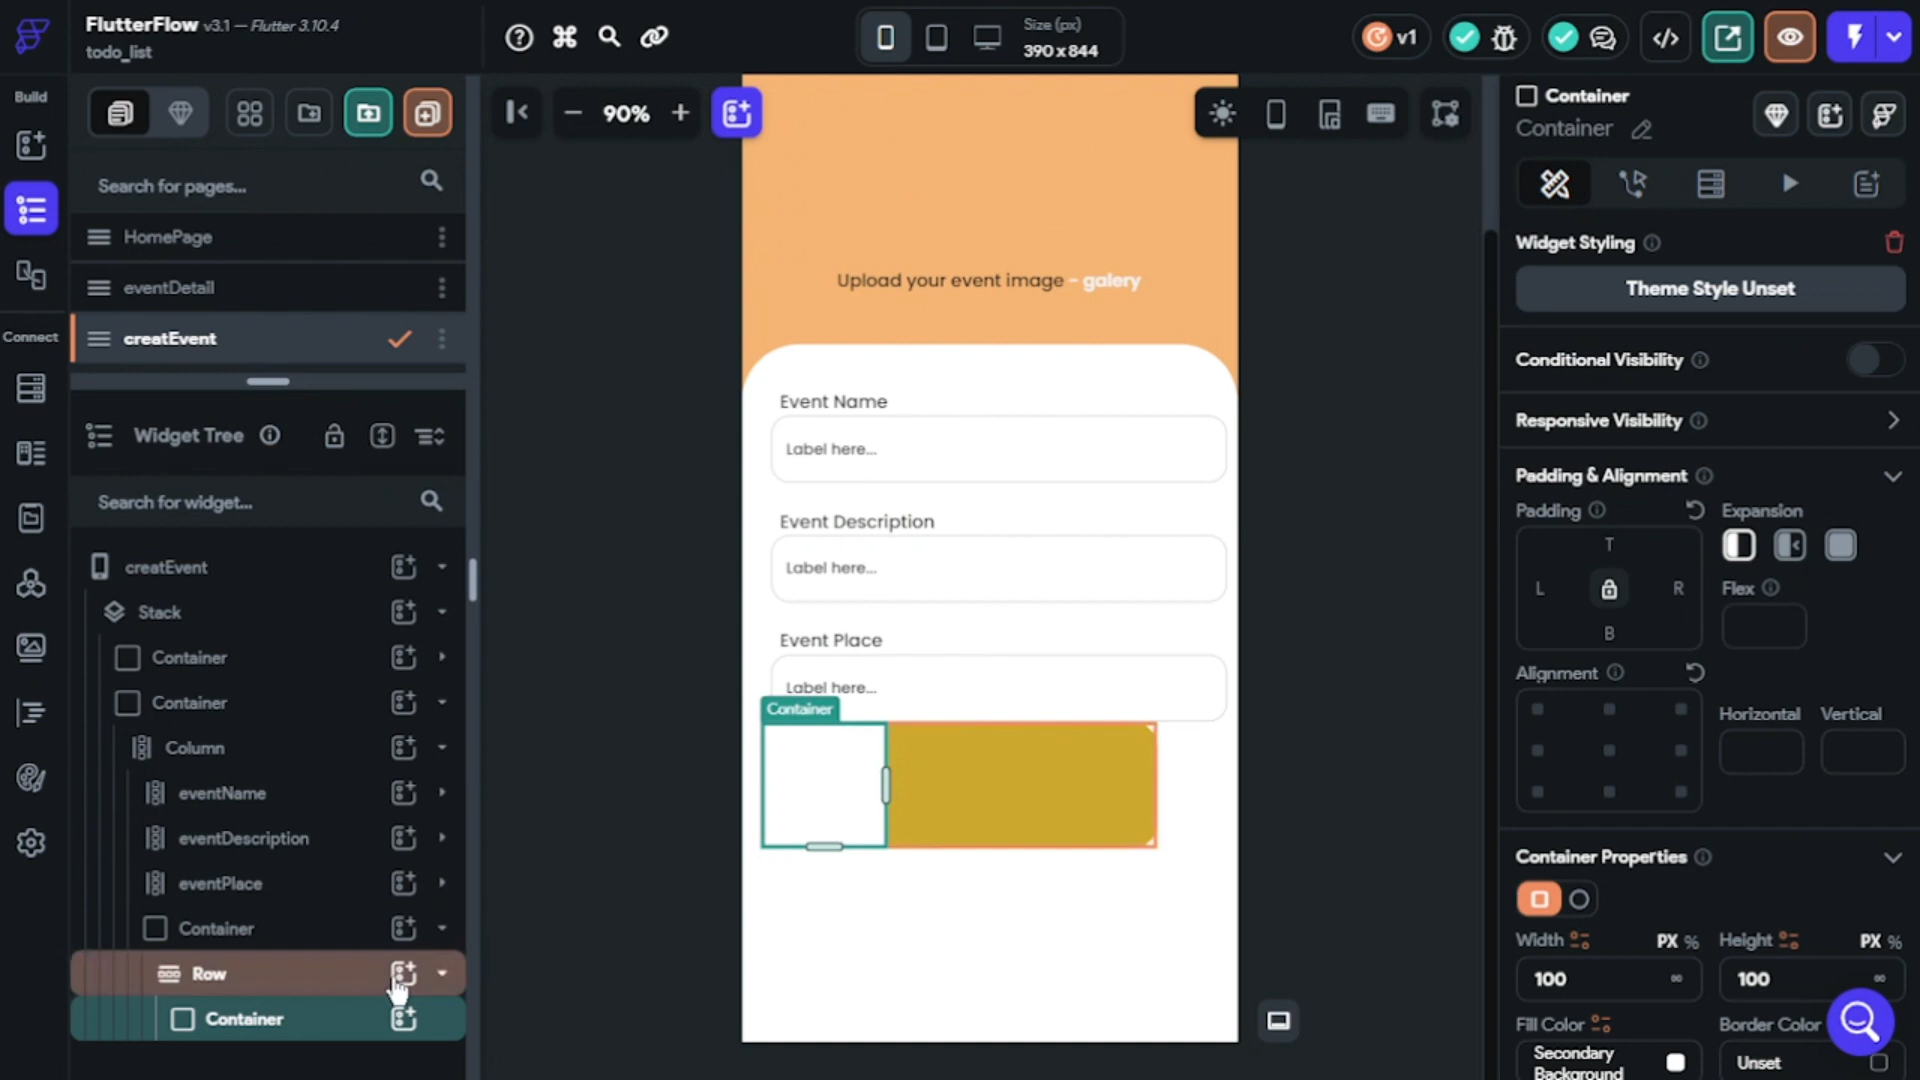 FlutterFlow v3.1 — Flutter 3.10.4
todo_list
Size (px)
390 x 844
v1
Build
Connect
Search for pages...
HomePage
eventDetail
creatEvent
Widget Tree
Search for widget...
creatEvent
Stack
Container
Container
Column
eventName
eventDescription
eventPlace
Container
Row
Container
90%
Upload your event image - galery
Event Name
Label here...
Event Description
Label here...
Event Place
Label here...
Container
Container
Container
Widget Styling
Theme Style Unset
Conditional Visibility
Responsive Visibility
Padding & Alignment
Padding
Expansion
T
L
R
B
Flex
Alignment
Horizontal
Vertical
Container Properties
Width
PX %
Height
PX %
100
∞
100
∞
Fill Color
Border Color
Secondary
Background
Unset